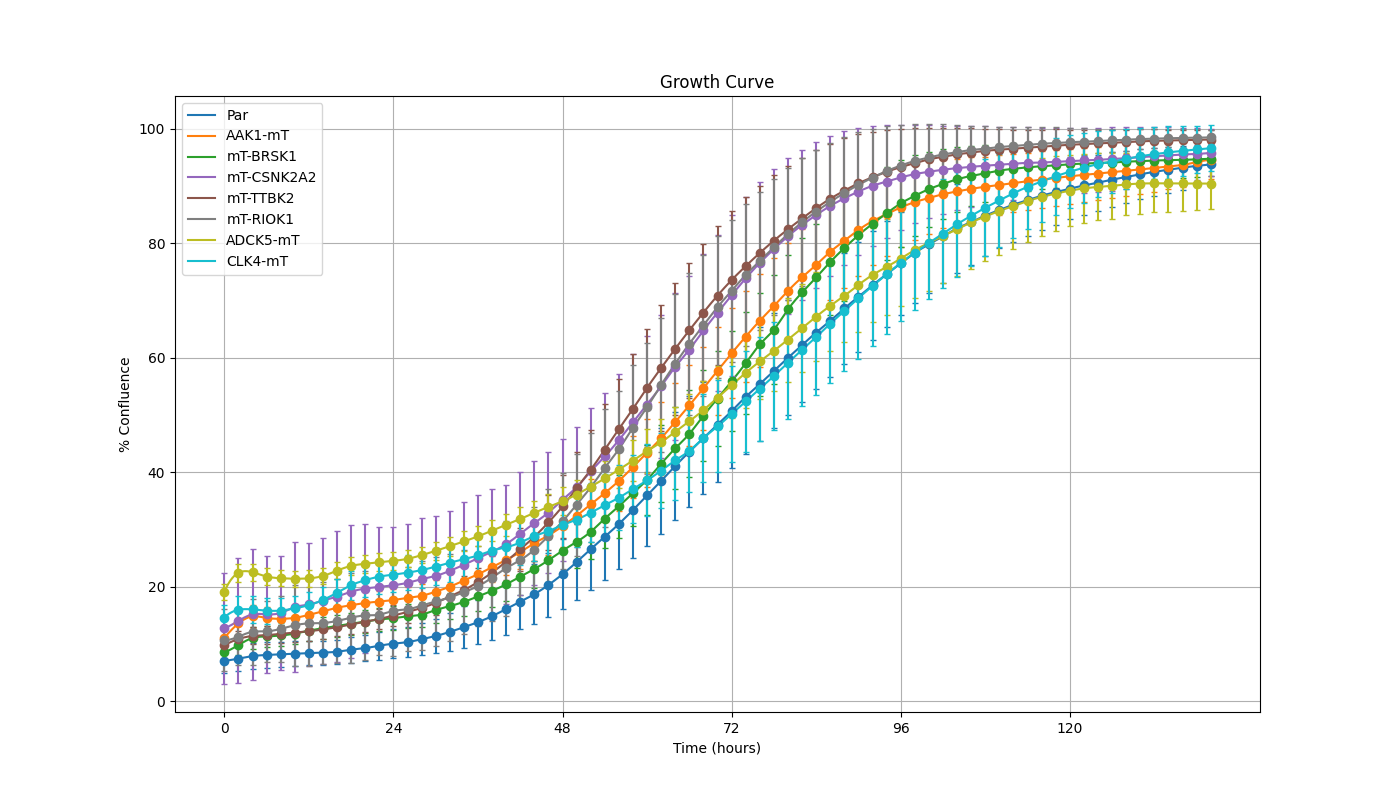 Growth Curve
Par
AAK1-mT
mT-BRSK1
mT-CSNK2A2
mT-TTBK2
mT-RIOK1
ADCK5-mT
CLK4-mT
100
80
60
40
20
0
% Confluence
0 24 48 72 96 120
Time (hours)